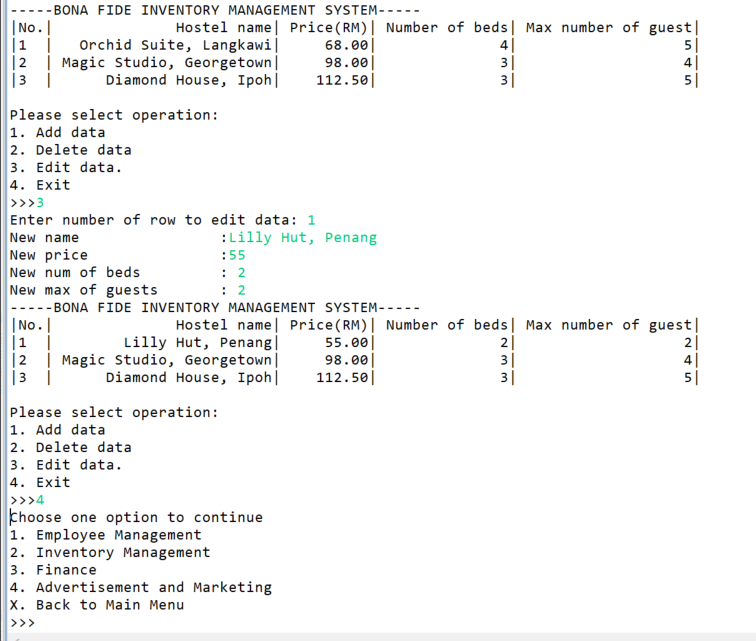 -----BONA FIDE INVENTORY MANAGEMENT SYSTEM-----
|No.|              Hostel name| Price(RM)| Number of beds| Max number of guest|
|1  |   Orchid Suite, Langkawi|     68.00|              4|                   5|
|2  | Magic Studio, Georgetown|     98.00|              3|                   4|
|3  |      Diamond House, Ipoh|    112.50|              3|                   5|

Please select operation:
1. Add data
2. Delete data
3. Edit data.
4. Exit
>>>3
Enter number of row to edit data: 1
New name                :Lilly Hut, Penang
New price               :55
New num of beds         : 2
New max of guests       : 2
-----BONA FIDE INVENTORY MANAGEMENT SYSTEM-----
|No.|              Hostel name| Price(RM)| Number of beds| Max number of guest|
|1  |        Lilly Hut, Penang|     55.00|              2|                   2|
|2  | Magic Studio, Georgetown|     98.00|              3|                   4|
|3  |      Diamond House, Ipoh|    112.50|              3|                   5|

Please select operation:
1. Add data
2. Delete data
3. Edit data.
4. Exit
>>>4
Choose one option to continue
1. Employee Management
2. Inventory Management
3. Finance
4. Advertisement and Marketing
X. Back to Main Menu
>>>